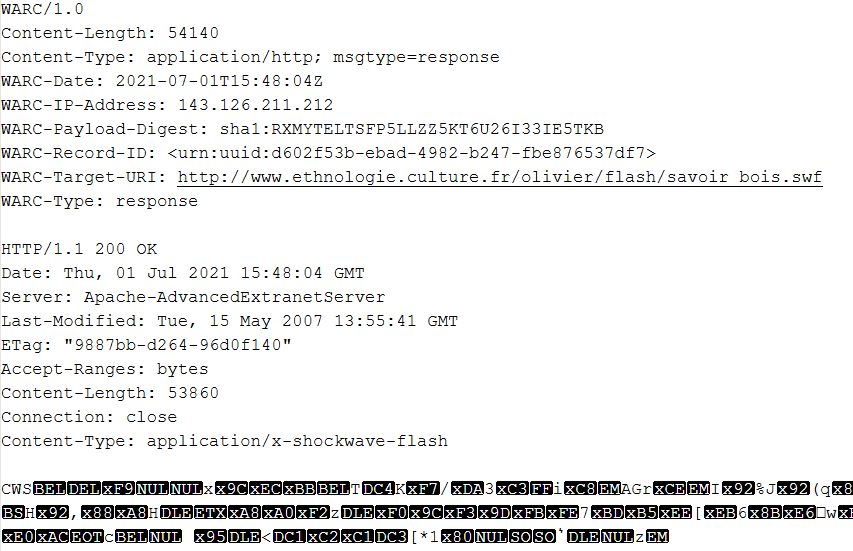 WARC/1.0
Content-Length: 54140
Content-Type: application/http; msgtype=response
WARC-Date: 2021-07-01T15:48:04Z
WARC-IP-Address: 143.126.211.212
WARC-Payload-Digest: sha1:RXMYTELTSFP5LLZZ5KT6U26I33IE5TKB
WARC-Record-ID: <urn:uuid:d602f53b-ebad-4982-b247-fbe876537df7>
WARC-Target-URI: http://www.ethnologie.culture.fr/olivier/flash/savoir_bois.swf
WARC-Type: response
HTTP/1.1 200 OK
Date: Thu, 01 Jul 2021 15:48:04 GMT
Server: Apache-AdvancedExtranetServer
Last-Modified: Tue, 15 May 2007 13:55:41 GMT
ETag: "9887bb-d264-96d0f140"
Accept-Ranges: bytes
Content-Length: 53860
Connection: close
Content-Type: application/x-shockwave-flash
CWSBELDELxF9NULNULxx9CxECxBBBELTDC4KxF7/xDA3xC3FFixC8EMAGrxCEEMIx92%Jx92(q
BSHx92,x88xA8HDLEETXxA8xA0xF2zDLExF0x9CxF3x9DxFBxFE7xBDxB5xEE[xEB6x8BxE6□w
xE0xACEOTcBELNUL x95DLE<DC1xC2xC1DC3[*1x80NULSOSO‛DLENULzEM